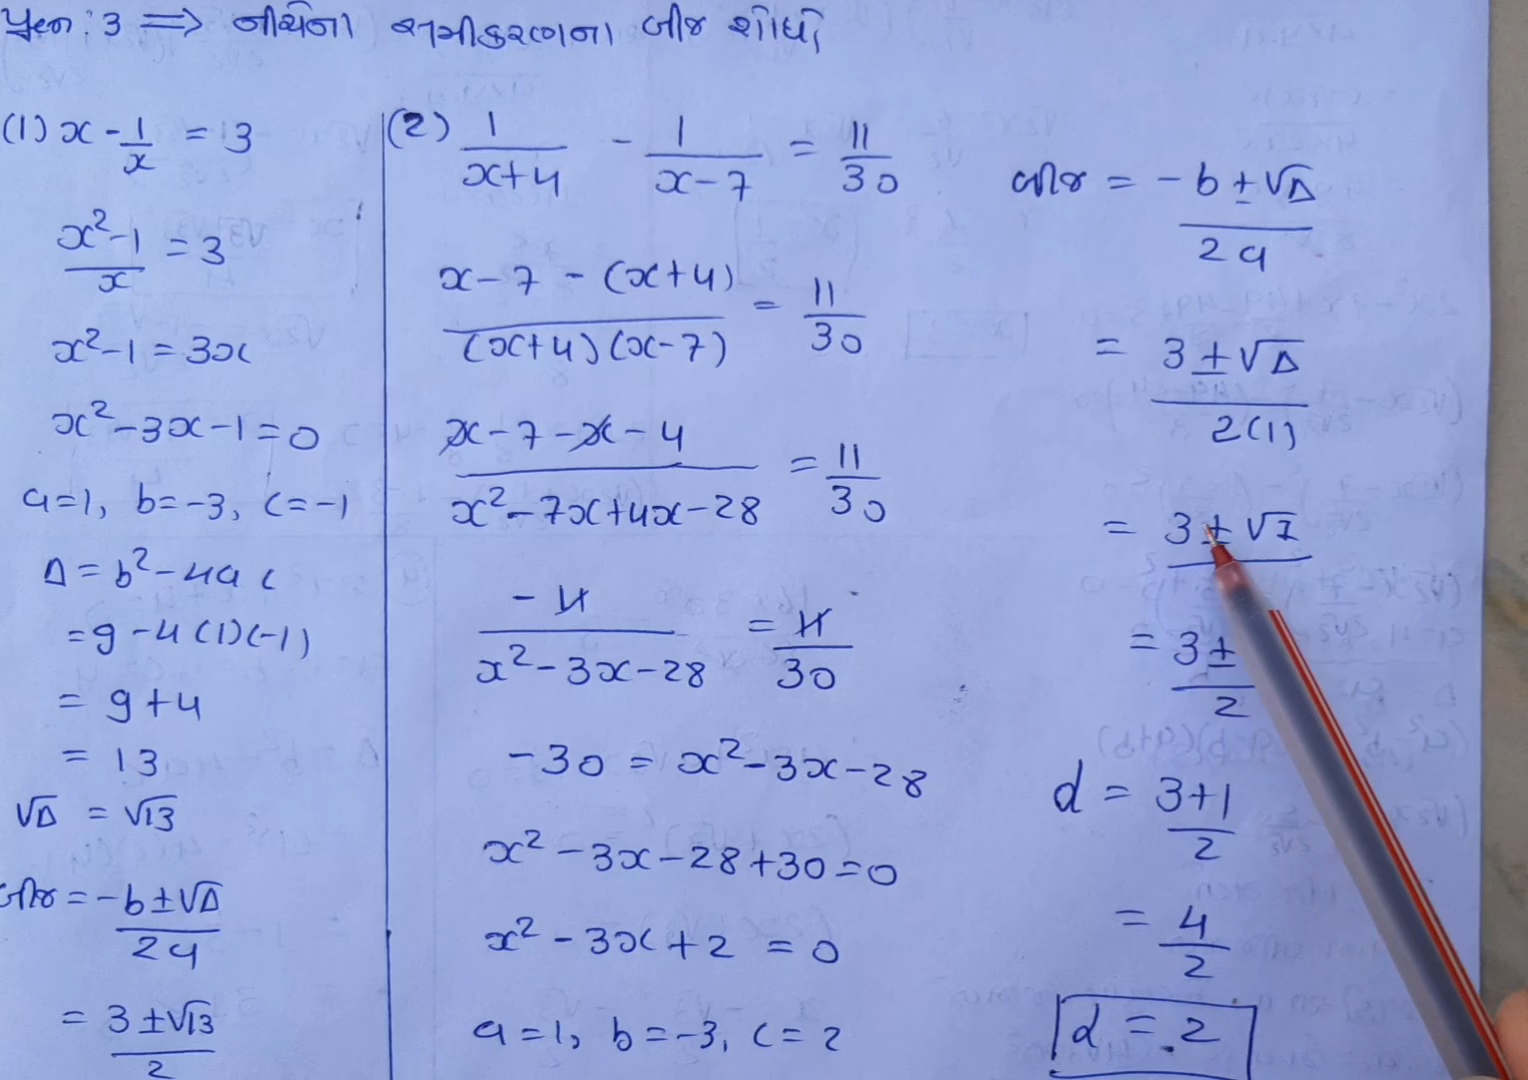 પ્રશ્ન : 3 ⇒ નીચેના સમીકરણના બીજ શોધો
(1) x - 1/x = 3
(x² - 1)/x = 3
x² - 1 = 3x
x² - 3x - 1 = 0
a = 1, b = -3, c = -1
Δ = b² - 4ac
= 9 - 4(1)(-1)
= 9 + 4
= 13
√Δ = √13
બીજ = (-b ± √Δ)/2a
= (3 ± √13)/2
(2) 1/(x+4) - 1/(x-7) = 11/30
(x - 7 - (x+4))/((x+4)(x-7)) = 11/30
(x - 7 - x - 4)/(x² - 7x + 4x - 28) = 11/30
-11/(x² - 3x - 28) = 11/30
-30 = x² - 3x - 28
x² - 3x - 28 + 30 = 0
x² - 3x + 2 = 0
a = 1, b = -3, c = 2
બીજ = (-b ± √Δ)/2a
= (3 ± √Δ)/2(1)
= 3 ± √1
= 3 ± /2
α = (3+1)/2
= 4/2
α = 2